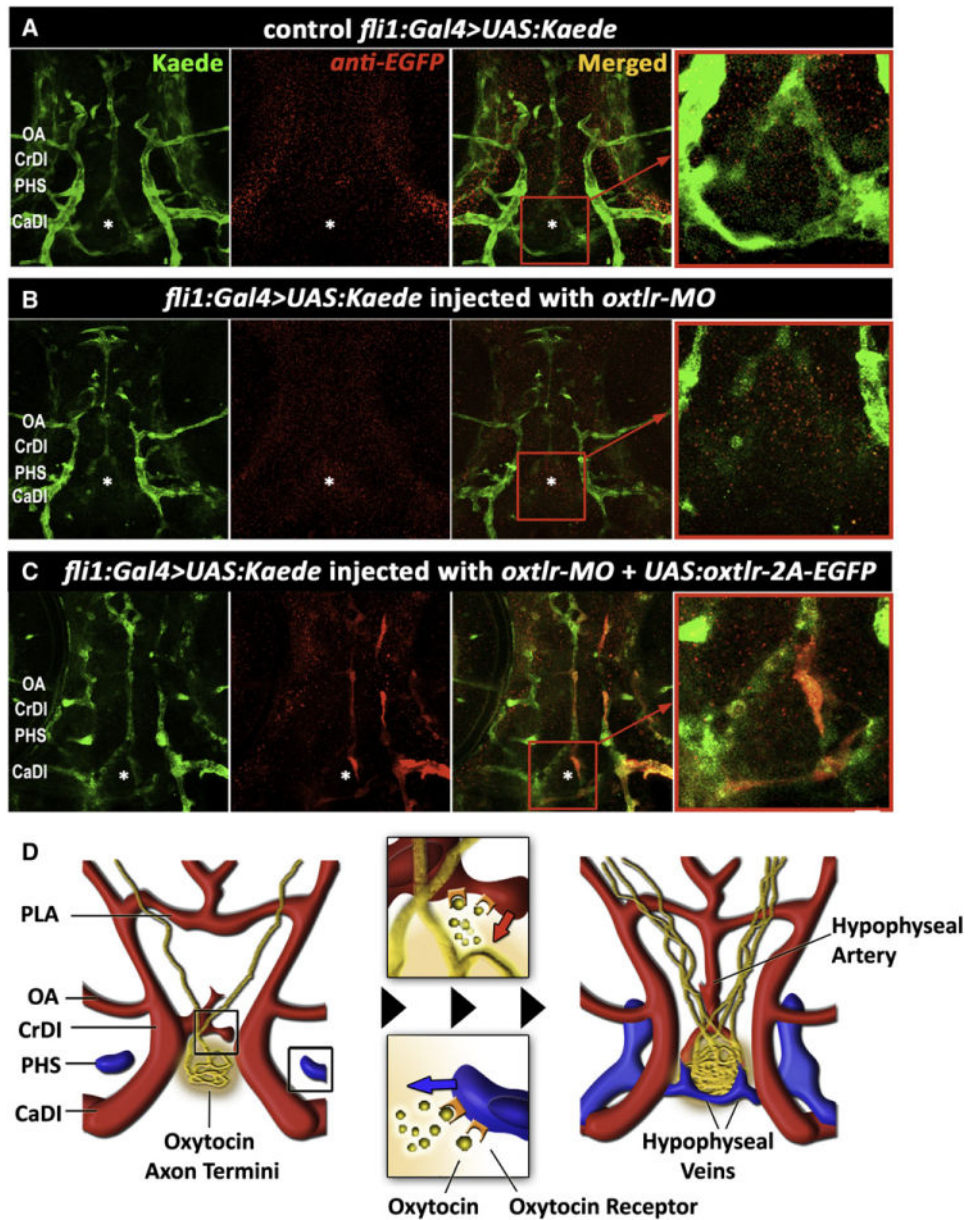 A
control fli1:Gal4>UAS:Kaede
Kaede
anti-EGFP
Merged
OA
CrDI
PHS
CaDI
*
*
*
B
fli1:Gal4>UAS:Kaede injected with oxtlr-MO
OA
CrDI
PHS
CaDI
*
*
*
C
fli1:Gal4>UAS:Kaede injected with oxtlr-MO + UAS:oxtlr-2A-EGFP
OA
CrDI
PHS
CaDI
*
*
*
D
PLA
OA
CrDI
PHS
CaDI
Oxytocin
Axon Termini
Oxytocin
Oxytocin Receptor
Hypophyseal
Artery
Hypophyseal
Veins